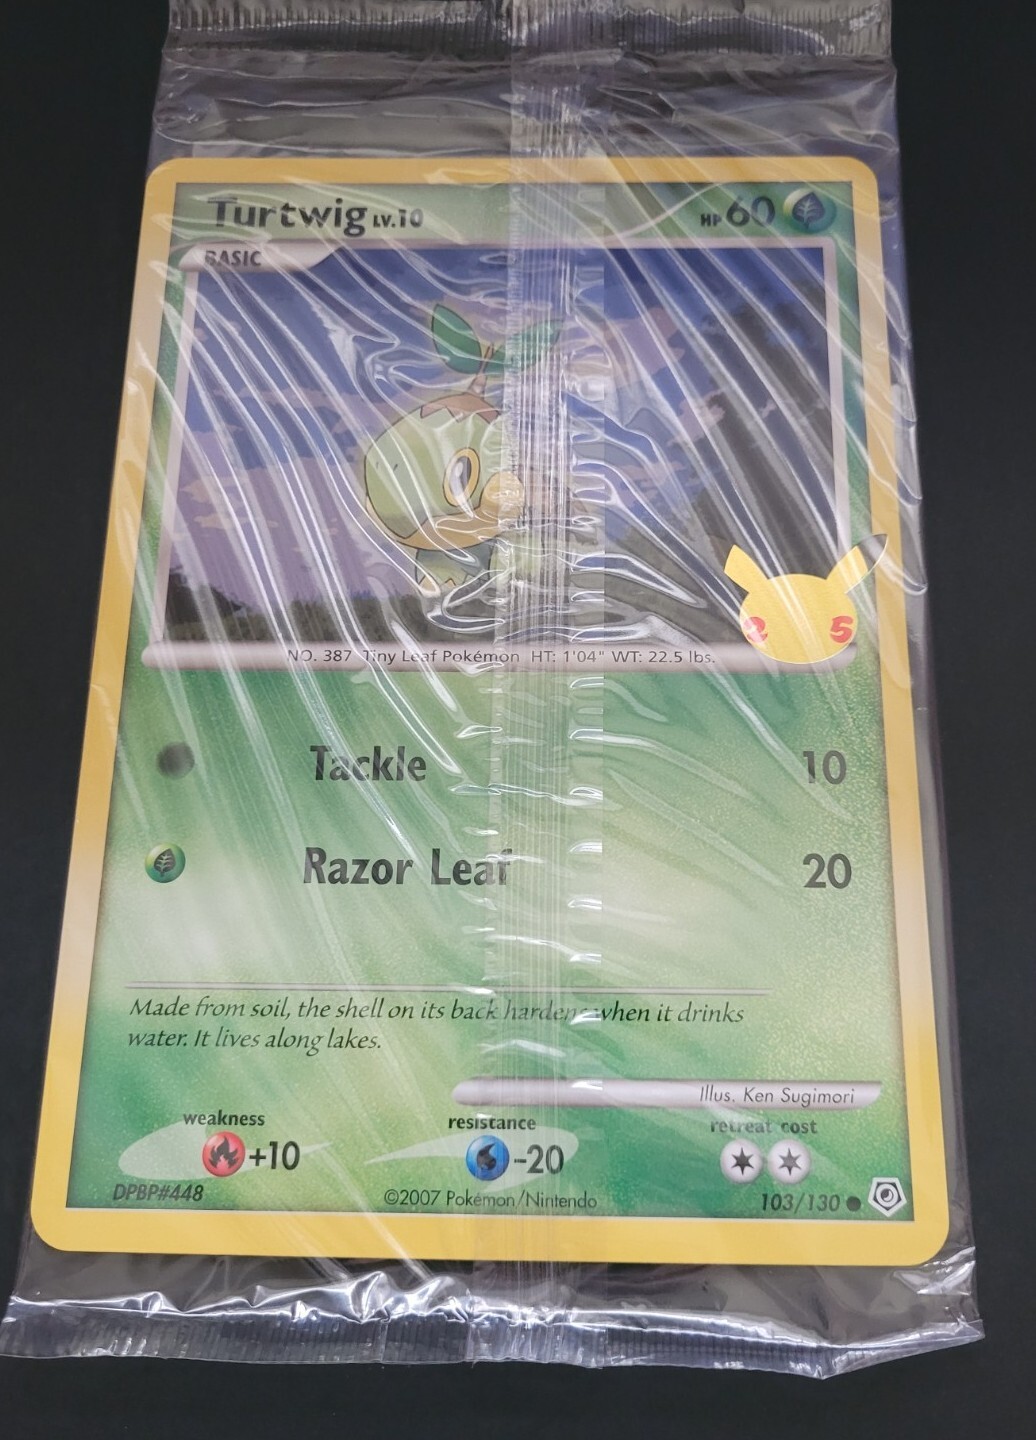 Turtwig LV.10 HP 60
BASIC
NO. 387 Tiny Leaf Pokémon HT: 1'04" WT: 22.5 lbs.
25
Tackle 10
Razor Leaf 20
Made from soil, the shell on its back hardens when it drinks
water. It lives along lakes.
Illus. Ken Sugimori
weakness resistance retreat cost
+10 -20
DPBP#448 ©2007 Pokémon/Nintendo 103/130